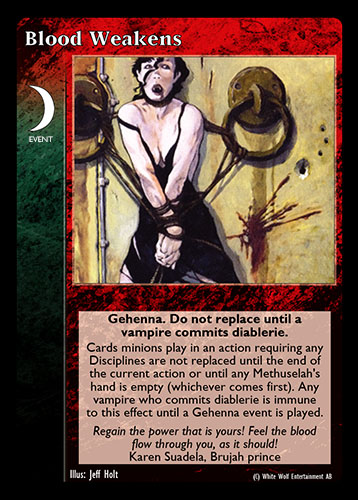 Blood Weakens
EVENT
Gehenna. Do not replace until a
vampire commits diablerie.
Cards minions play in an action requiring any
Disciplines are not replaced until the end of
the current action or until any Methuselah's
hand is empty (whichever comes first). Any
vampire who commits diablerie is immune
to this effect until a Gehenna event is played.
Regain the power that is yours! Feel the blood
flow through you, as it should!
Karen Suadela, Brujah prince
Illus: Jeff Holt
(C) White Wolf Entertainment AB